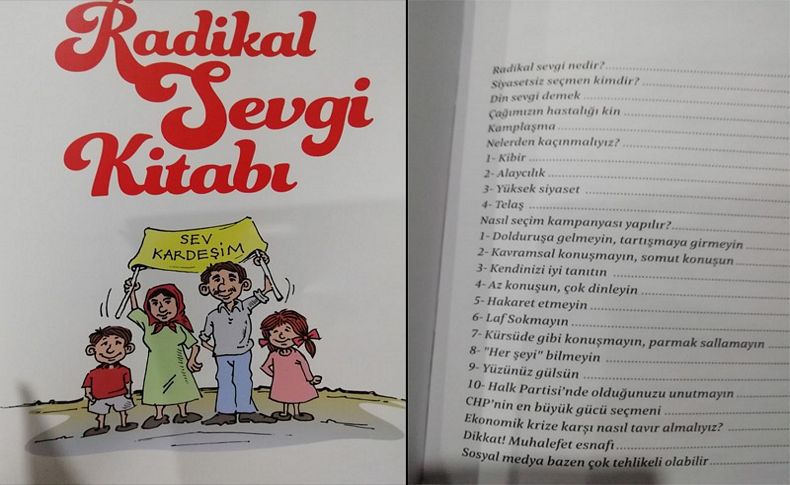 Radikal
Sevgi
Kitabı
SEV
KARDEŞİM
Radikal sevgi nedir?
Siyasetsiz seçmen kimdir?
Din sevgi demek
Çağımızın hastalığı kin
Kamplaşma
Nelerden kaçınmalıyız?
1- Kibir
2- Alaycılık
3- Yüksek siyaset
4- Telaş
Nasıl seçim kampanyası yapılır?
1- Dolduruşa gelmeyin, tartışmaya girmeyin
2- Kavramsal konuşmayın, somut konuşun
3- Kendinizi iyi tanıtın
4- Az konuşun, çok dinleyin
5- Hakaret etmeyin
6- Laf Sokmayın
7- Kürsüde gibi konuşmayın, parmak sallamayın
8- "Her şeyi" bilmeyin
9- Yüzünüz gülsün
10- Halk Partisi'nde olduğunuzu unutmayın
CHP'nin en büyük gücü seçmeni
Ekonomik krize karşı nasıl tavır almalıyız?
Dikkat! Muhalefet esnafı
Sosyal medya bazen çok tehlikeli olabilir